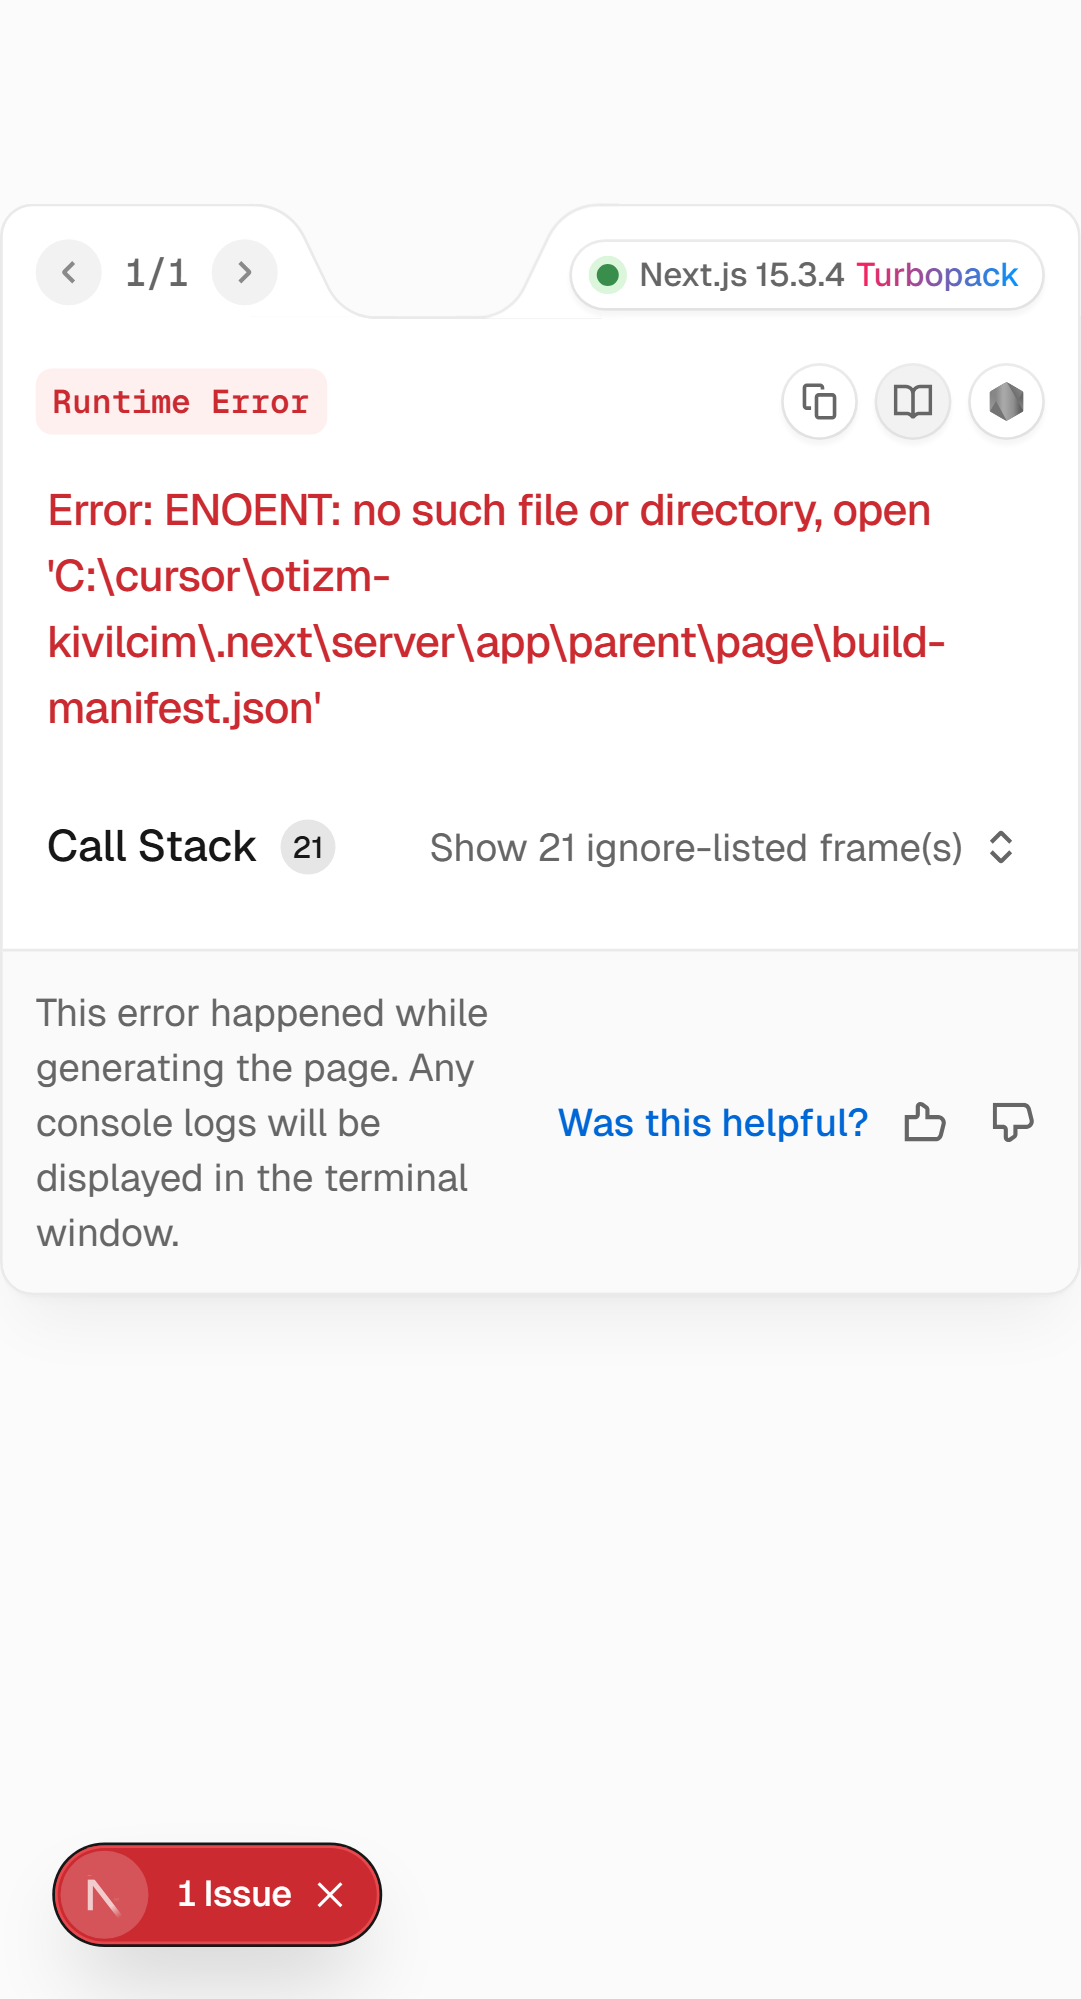 1/1
Next.js 15.3.4 Turbopack
Runtime Error
Error: ENOENT: no such file or directory, open
'C:\cursor\otizm-
kivilcim\.next\server\app\parent\page\build-
manifest.json'
Call Stack 21
Show 21 ignore-listed frame(s)
This error happened while
generating the page. Any
console logs will be
displayed in the terminal
window.
Was this helpful?
1 Issue